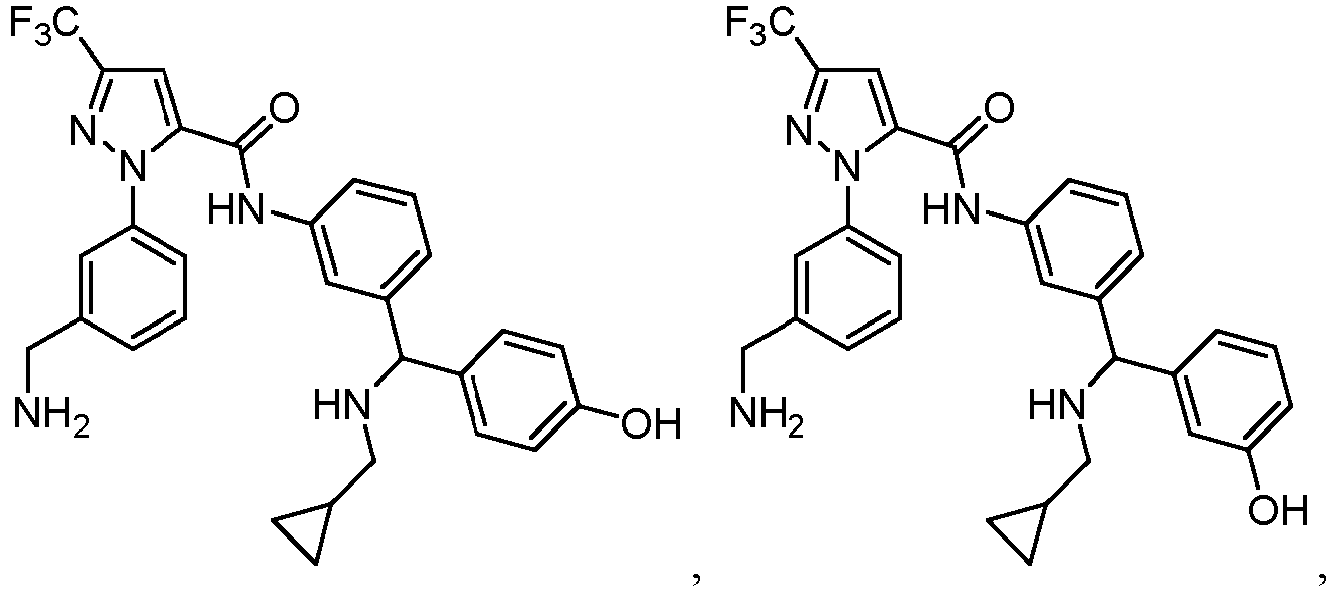 F3C F3C
O O
N N
N N
HN HN
NH2 HN OH NH2 HN
OH
, ,